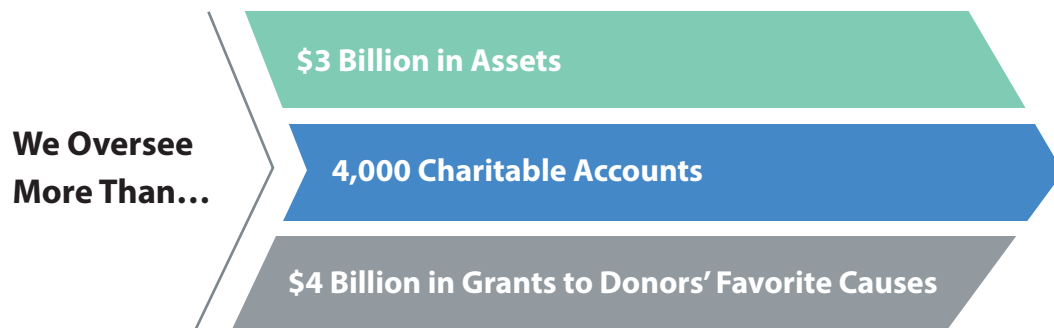 We Oversee
More Than…
$3 Billion in Assets
4,000 Charitable Accounts
$4 Billion in Grants to Donors’ Favorite Causes